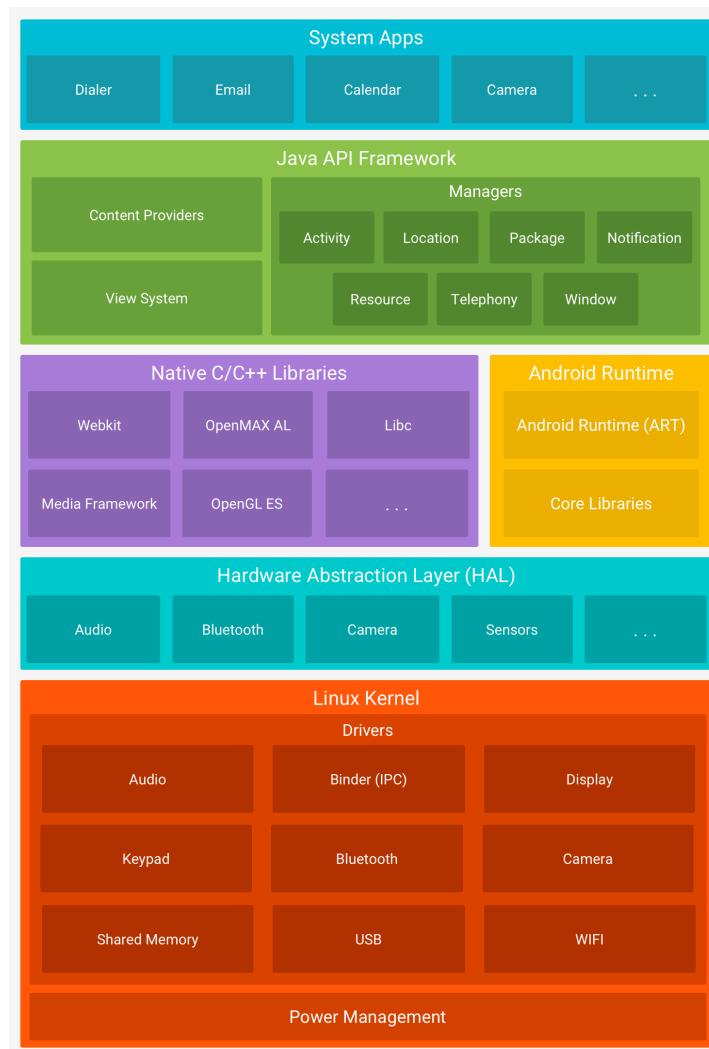 System Apps
Dialer
Email
Calendar
Camera
. . .
Java API Framework
Content Providers
View System
Managers
Activity
Location
Package
Notification
Resource
Telephony
Window
Native C/C++ Libraries
Webkit
OpenMAX AL
Libc
Media Framework
OpenGL ES
. . .
Android Runtime
Android Runtime (ART)
Core Libraries
Hardware Abstraction Layer (HAL)
Audio
Bluetooth
Camera
Sensors
. . .
Linux Kernel
Drivers
Audio
Binder (IPC)
Display
Keypad
Bluetooth
Camera
Shared Memory
USB
WIFI
Power Management